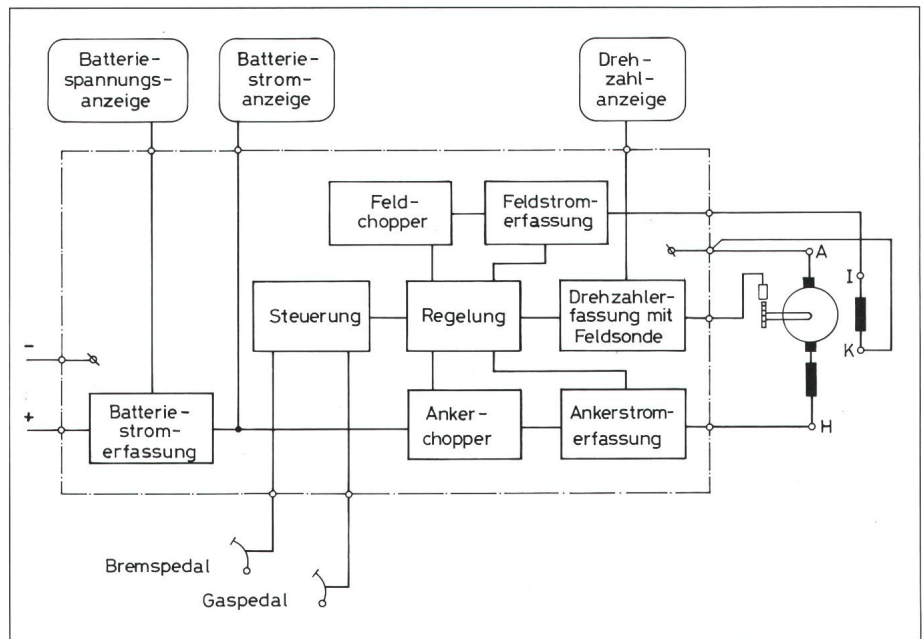 Batterie-
spannungs-
anzeige
Batterie-
strom-
anzeige
Dreh-
zahl-
anzeige
Feld-
chopper
Feldstrom-
erfassung
A
I
Steuerung
Regelung
Drehzahler-
fassung mit
Feldsonde
K
-
+
Batterie-
strom-
erfassung
Anker-
chopper
Ankerstrom-
erfassung
H
Bremspedal
Gaspedal